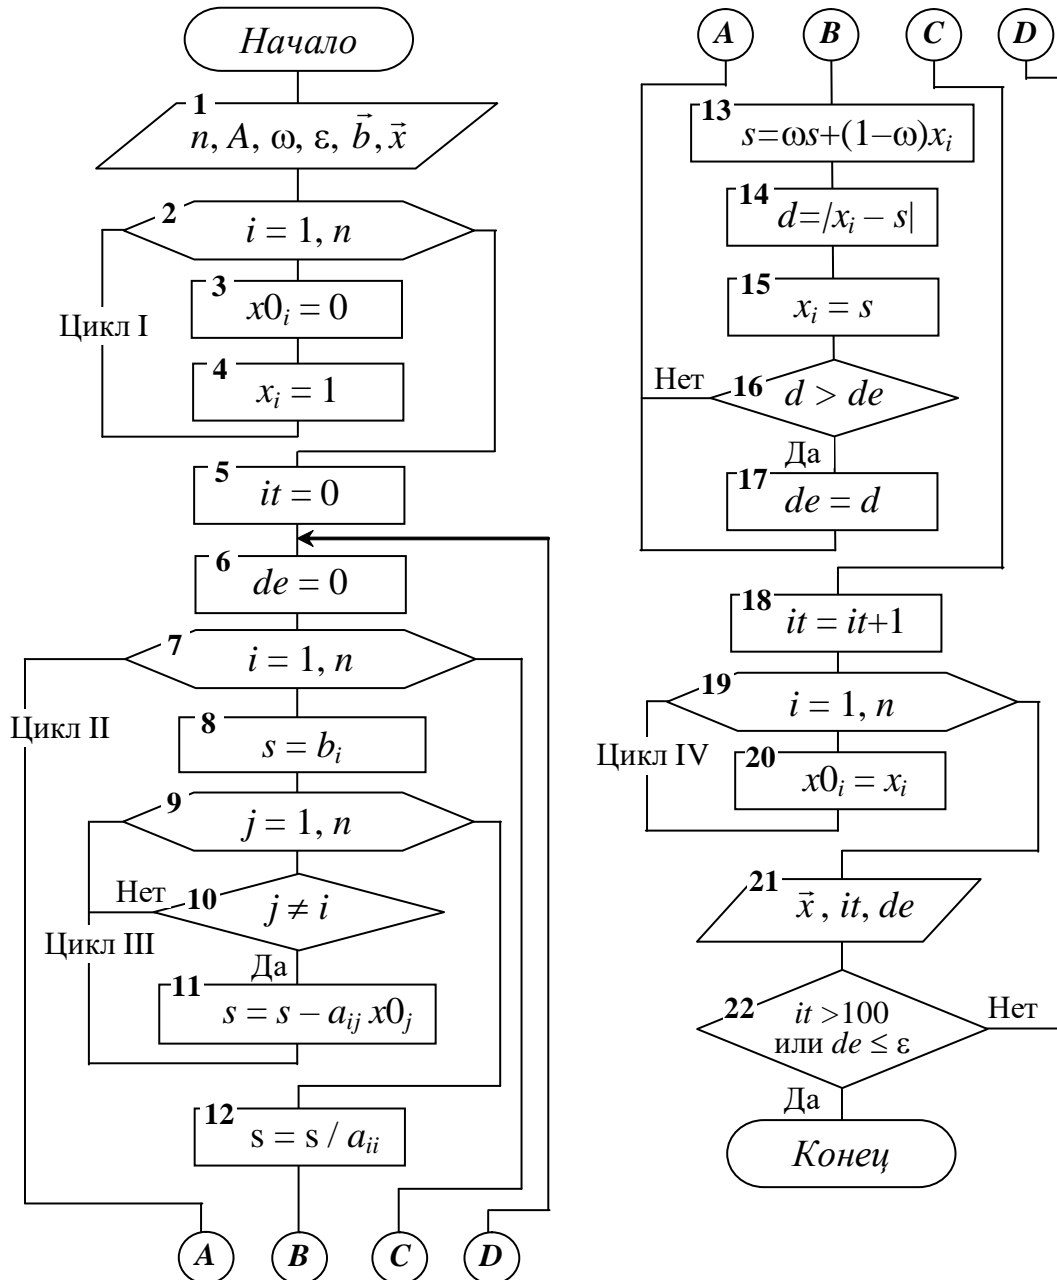 Начало
1
n, A, ω, ε, b⃗, x⃗
2
i = 1, n
3
x0ᵢ = 0
Цикл I
4
xᵢ = 1
5
it = 0
6
de = 0
7
i = 1, n
Цикл II
8
s = bᵢ
9
j = 1, n
Нет
10
j ≠ i
Цикл III
Да
11
s = s – aᵢⱼ x0ⱼ
12
s = s / aᵢᵢ
A
B
C
D
A
B
C
D
13
s=ωs+(1–ω)xᵢ
14
d=|xᵢ – s|
15
xᵢ = s
Нет
16
d > de
Да
17
de = d
18
it = it+1
19
i = 1, n
Цикл IV
20
x0ᵢ = xᵢ
21
x⃗ , it, de
22
it >100
или de ≤ ε
Нет
Да
Конец